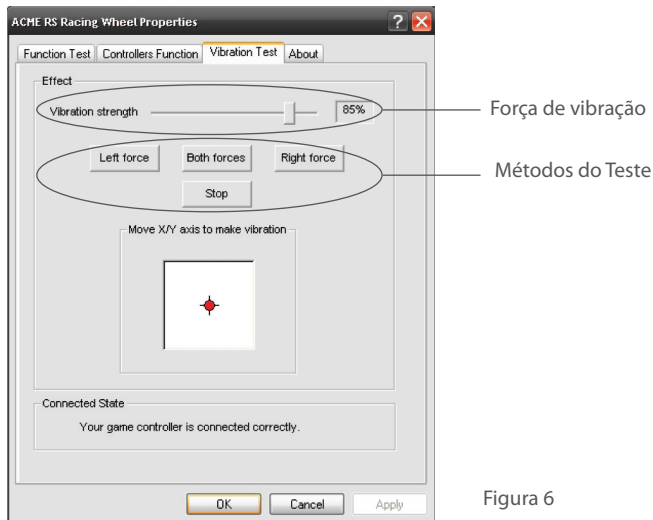 ACME RS Racing Wheel Properties
Function Test Controllers Function Vibration Test About
Effect
Vibration strength 85%
Força de vibração
Left force Both forces Right force
Métodos do Teste
Stop
Move X/Y axis to make vibration
Connected State
Your game controller is connected correctly.
OK Cancel Apply
Figura 6